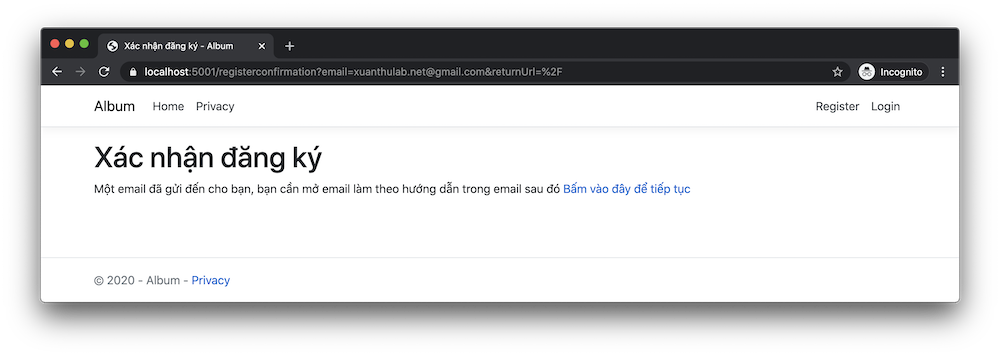 Xác nhận đăng ký - Album
localhost:5001/registerconfirmation?email=xuanthulab.net@gmail.com&returnUrl=%2F
Incognito
Album Home Privacy Register Login
Xác nhận đăng ký
Một email đã gửi đến cho bạn, bạn cần mở email làm theo hướng dẫn trong email sau đó Bấm vào đây để tiếp tục
© 2020 - Album - Privacy